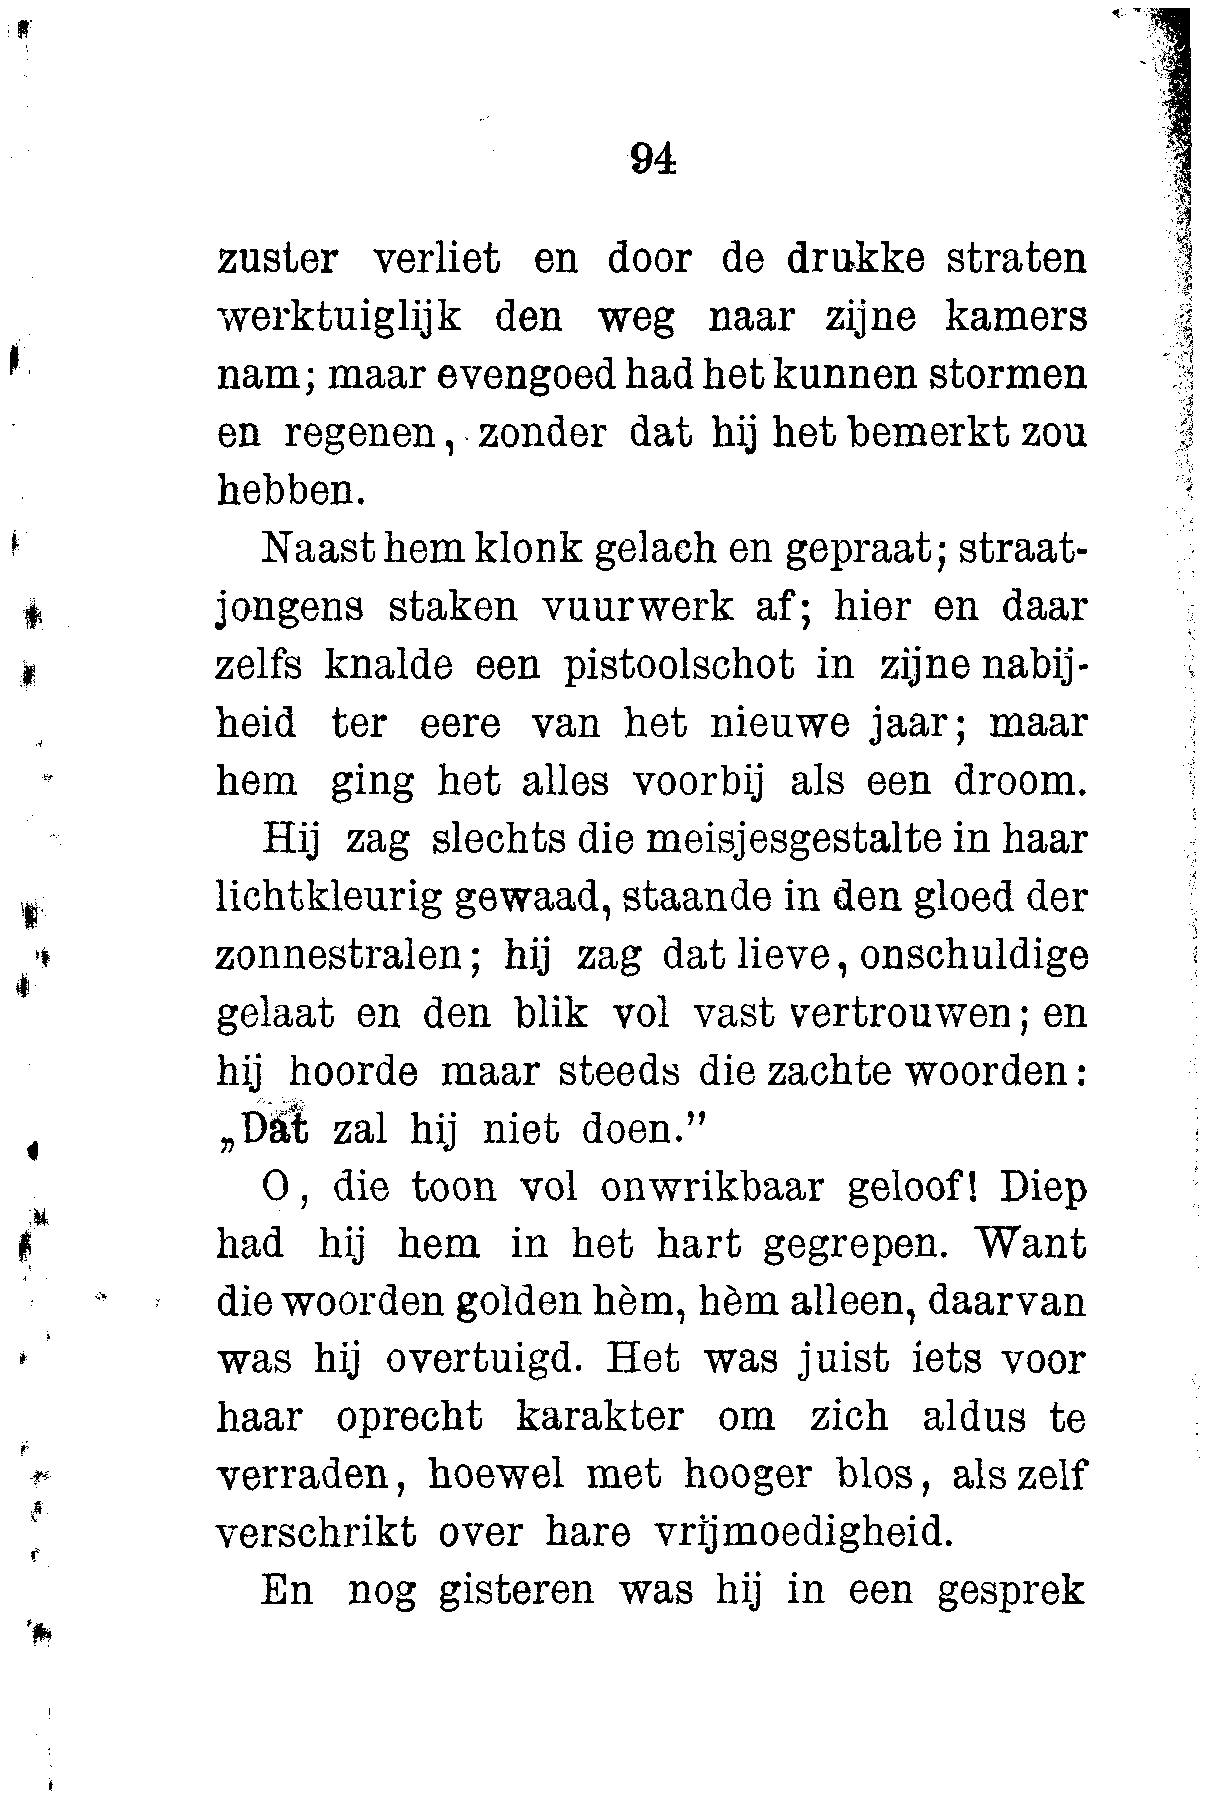 94
zuster verliet en door de drukke straten
werktuiglijk den weg naar zijne kamers
nam; maar evengoed had het kunnen stormen
en regenen, zonder dat hij het bemerkt zou
hebben.
Naast hem klonk gelach en gepraat; straat-
jongens staken vuurwerk af; hier en daar
zelfs knalde een pistoolschot in zijne nabij-
heid ter eere van het nieuwe jaar; maar
hem ging het alles voorbij als een droom.
Hij zag slechts die meisjesgestalte in haar
lichtkleurig gewaad, staande in den gloed der
zonnestralen; hij zag dat lieve, onschuldige
gelaat en den blik vol vast vertrouwen; en
hij hoorde maar steeds die zachte woorden:
„Dat zal hij niet doen.”
O, die toon vol onwrikbaar geloof! Diep
had hij hem in het hart gegrepen. Want
die woorden golden hèm, hèm alleen, daarvan
was hij overtuigd. Het was juist iets voor
haar oprecht karakter om zich aldus te
verraden, hoewel met hooger blos, als zelf
verschrikt over hare vrijmoedigheid.
En nog gisteren was hij in een gesprek